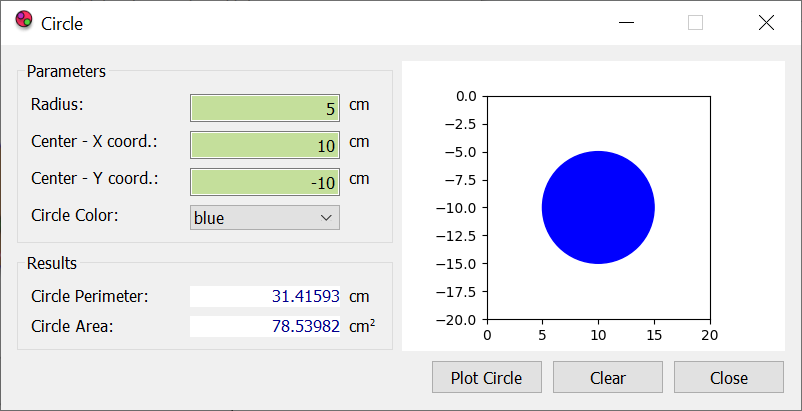 Circle
Parameters
Radius: 5 cm
Center - X coord.: 10 cm
Center - Y coord.: -10 cm
Circle Color: blue
Results
Circle Perimeter: 31.41593 cm
Circle Area: 78.53982 cm²
0.0
−2.5
−5.0
−7.5
−10.0
−12.5
−15.0
−17.5
−20.0
0 5 10 15 20
Plot Circle Clear Close